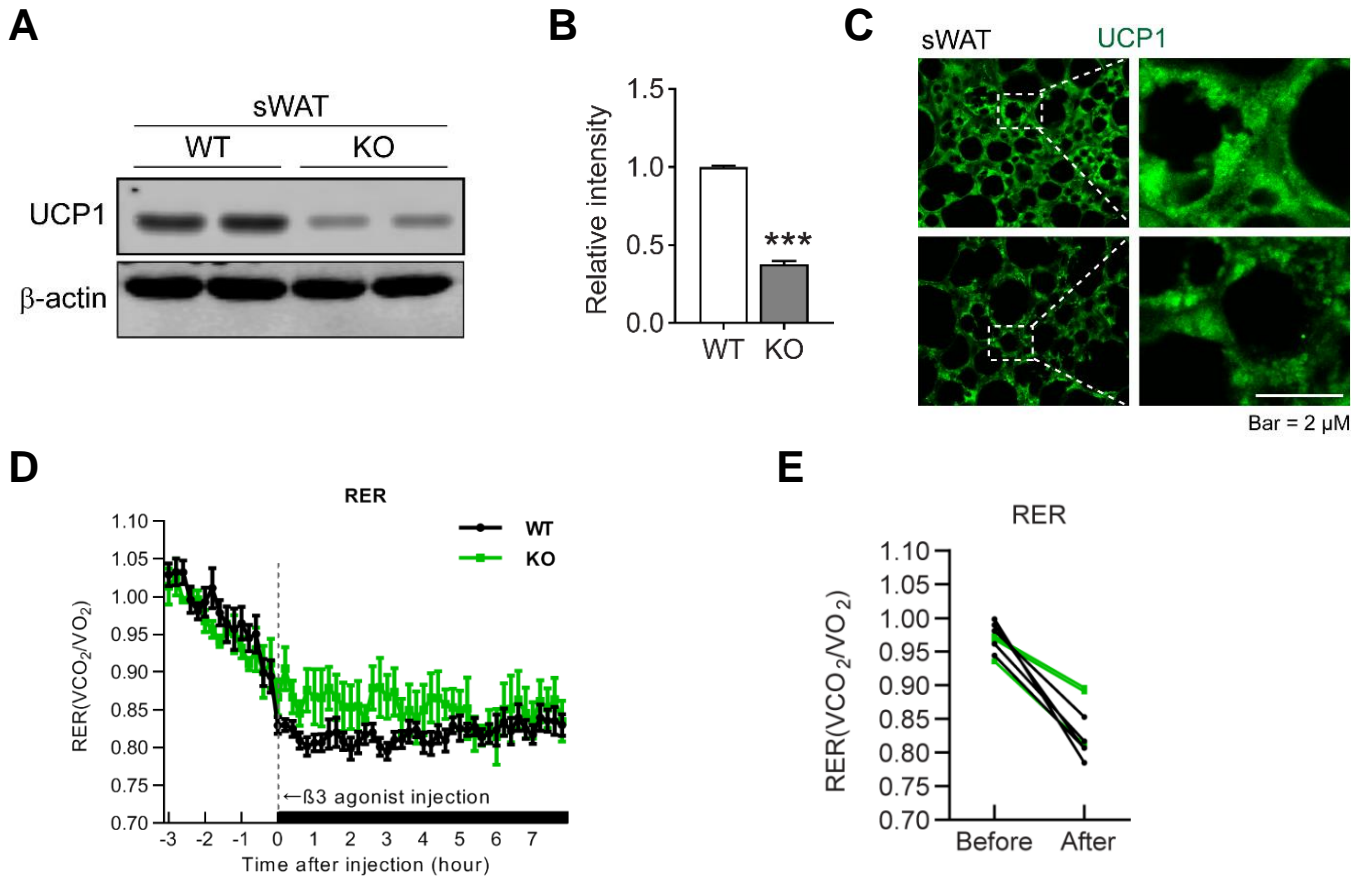 A
sWAT
WT KO
UCP1
β-actin
B
Relative intensity
1.5
1.0
0.5
0.0
***
WT KO
C
sWAT UCP1
Bar = 2 μM
D
RER
WT
KO
RER(VCO2/VO2)
1.10
1.05
1.00
0.95
0.90
0.85
0.80
0.75
0.70
←ß3 agonist injection
-3 -2 -1 0 1 2 3 4 5 6 7
Time after injection (hour)
E
RER
RER(VCO2/VO2)
1.10
1.05
1.00
0.95
0.90
0.85
0.80
0.75
0.70
Before After